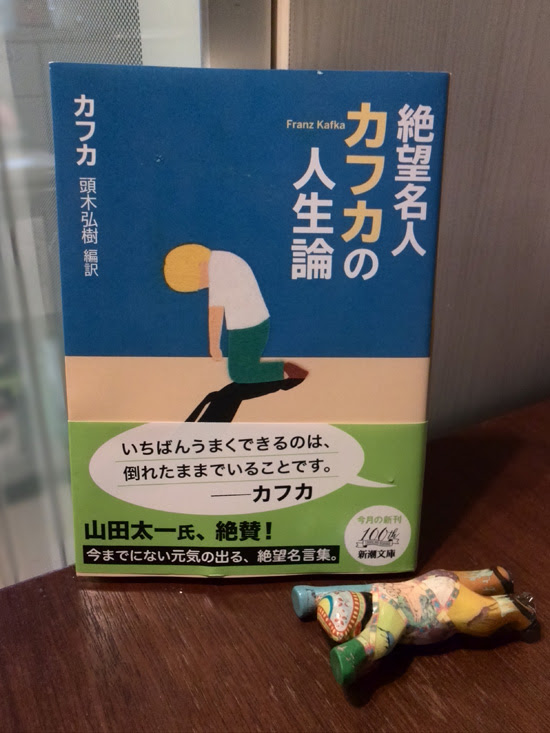 絶望名人
カフカの
人生論
Franz Kafka
カフカ
頭木弘樹 編訳
いちばんうまくできるのは、
倒れたままでいることです。
――カフカ
山田太一氏、絶賛!
今までにない元気の出る、絶望名言集。
今月の新刊
100th
新潮文庫